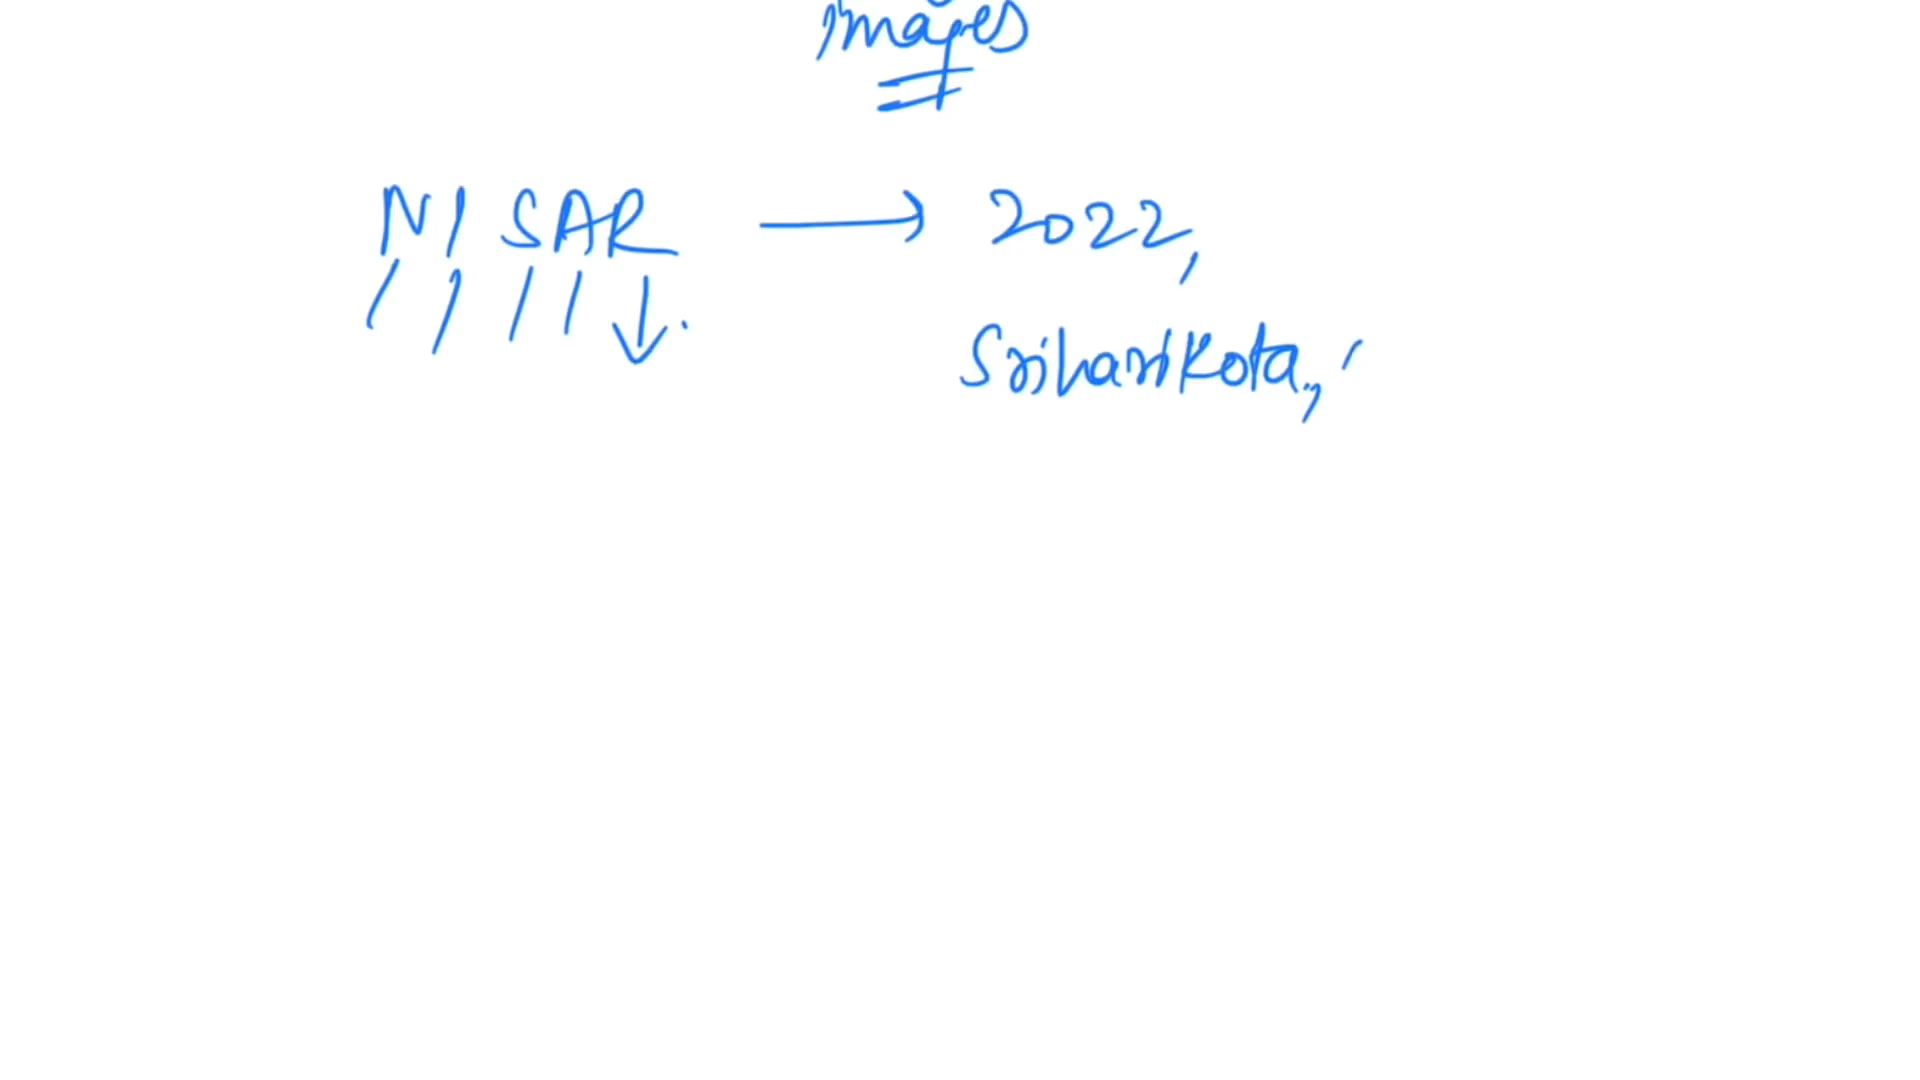 images
NISAR → 2022,
Sriharikota,